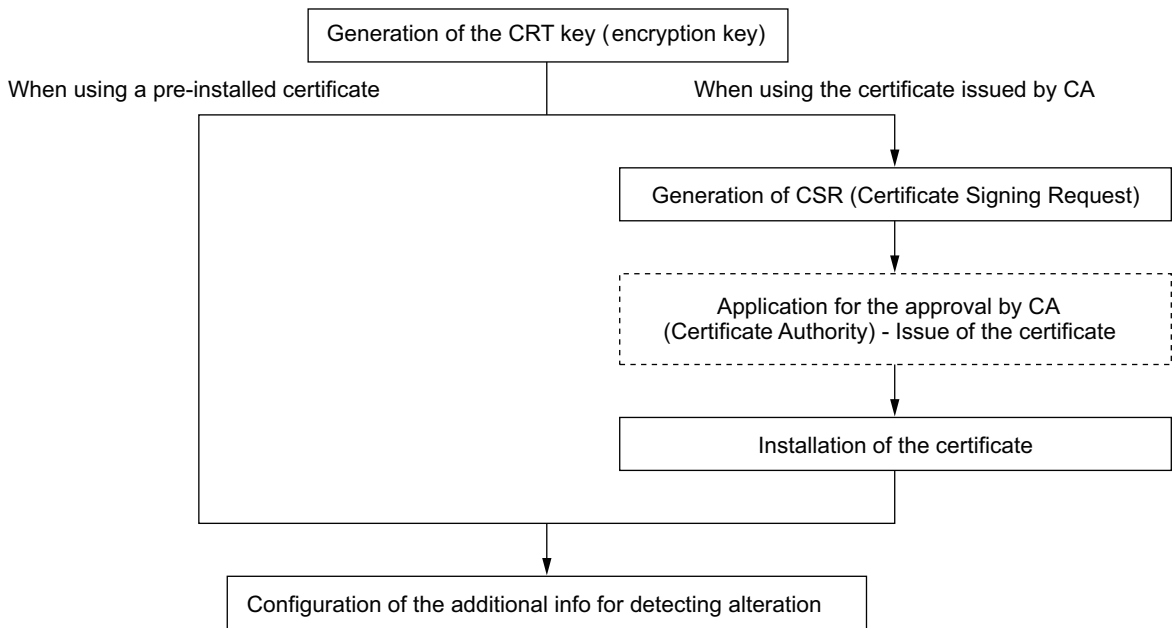 Generation of the CRT key (encryption key)
When using a pre-installed certificate
When using the certificate issued by CA
Generation of CSR (Certificate Signing Request)
Application for the approval by CA
(Certificate Authority) - Issue of the certificate
Installation of the certificate
Configuration of the additional info for detecting alteration